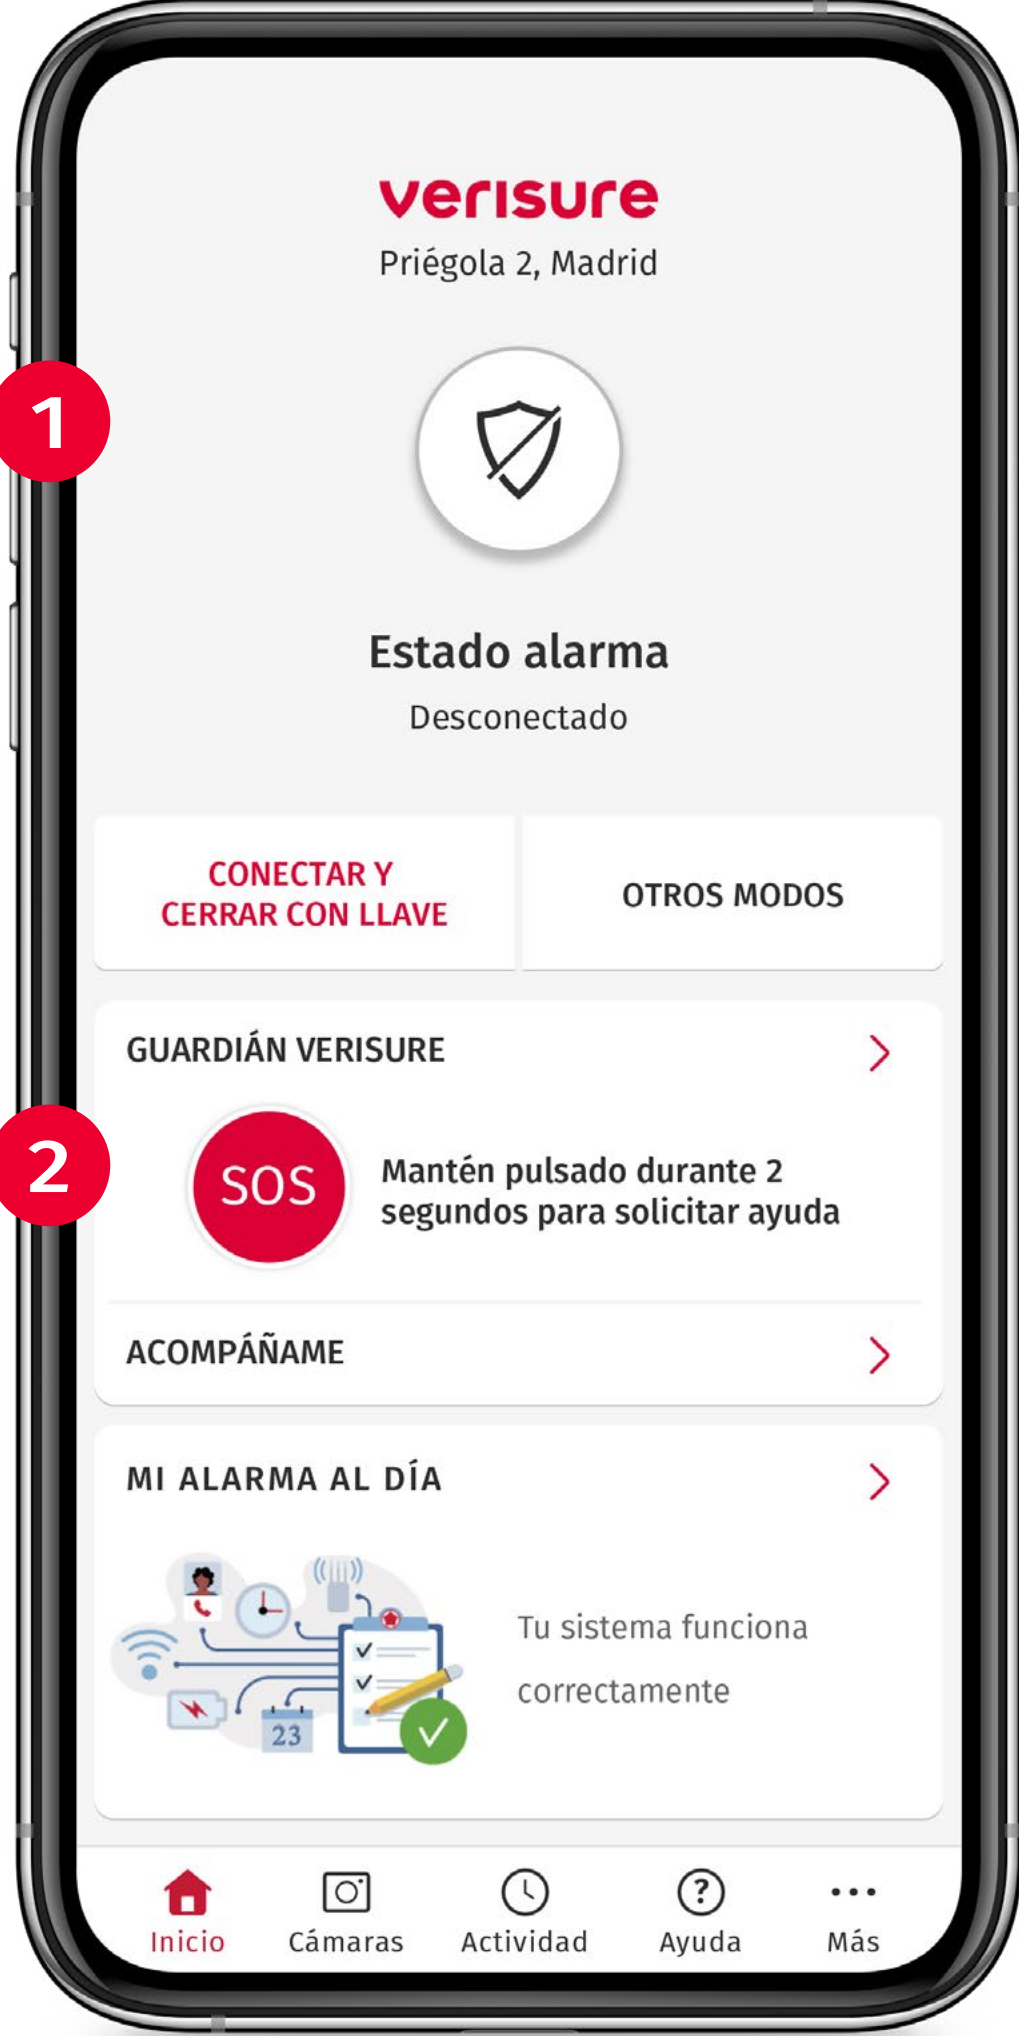 verisure
Priégola 2, Madrid
1
Estado alarma
Desconectado
CONECTAR Y
CERRAR CON LLAVE
OTROS MODOS
GUARDIÁN VERISURE
2
SOS
Mantén pulsado durante 2
segundos para solicitar ayuda
ACOMPÁÑAME
MI ALARMA AL DÍA
23
Tu sistema funciona
correctamente
Inicio
Cámaras
Actividad
Ayuda
Más